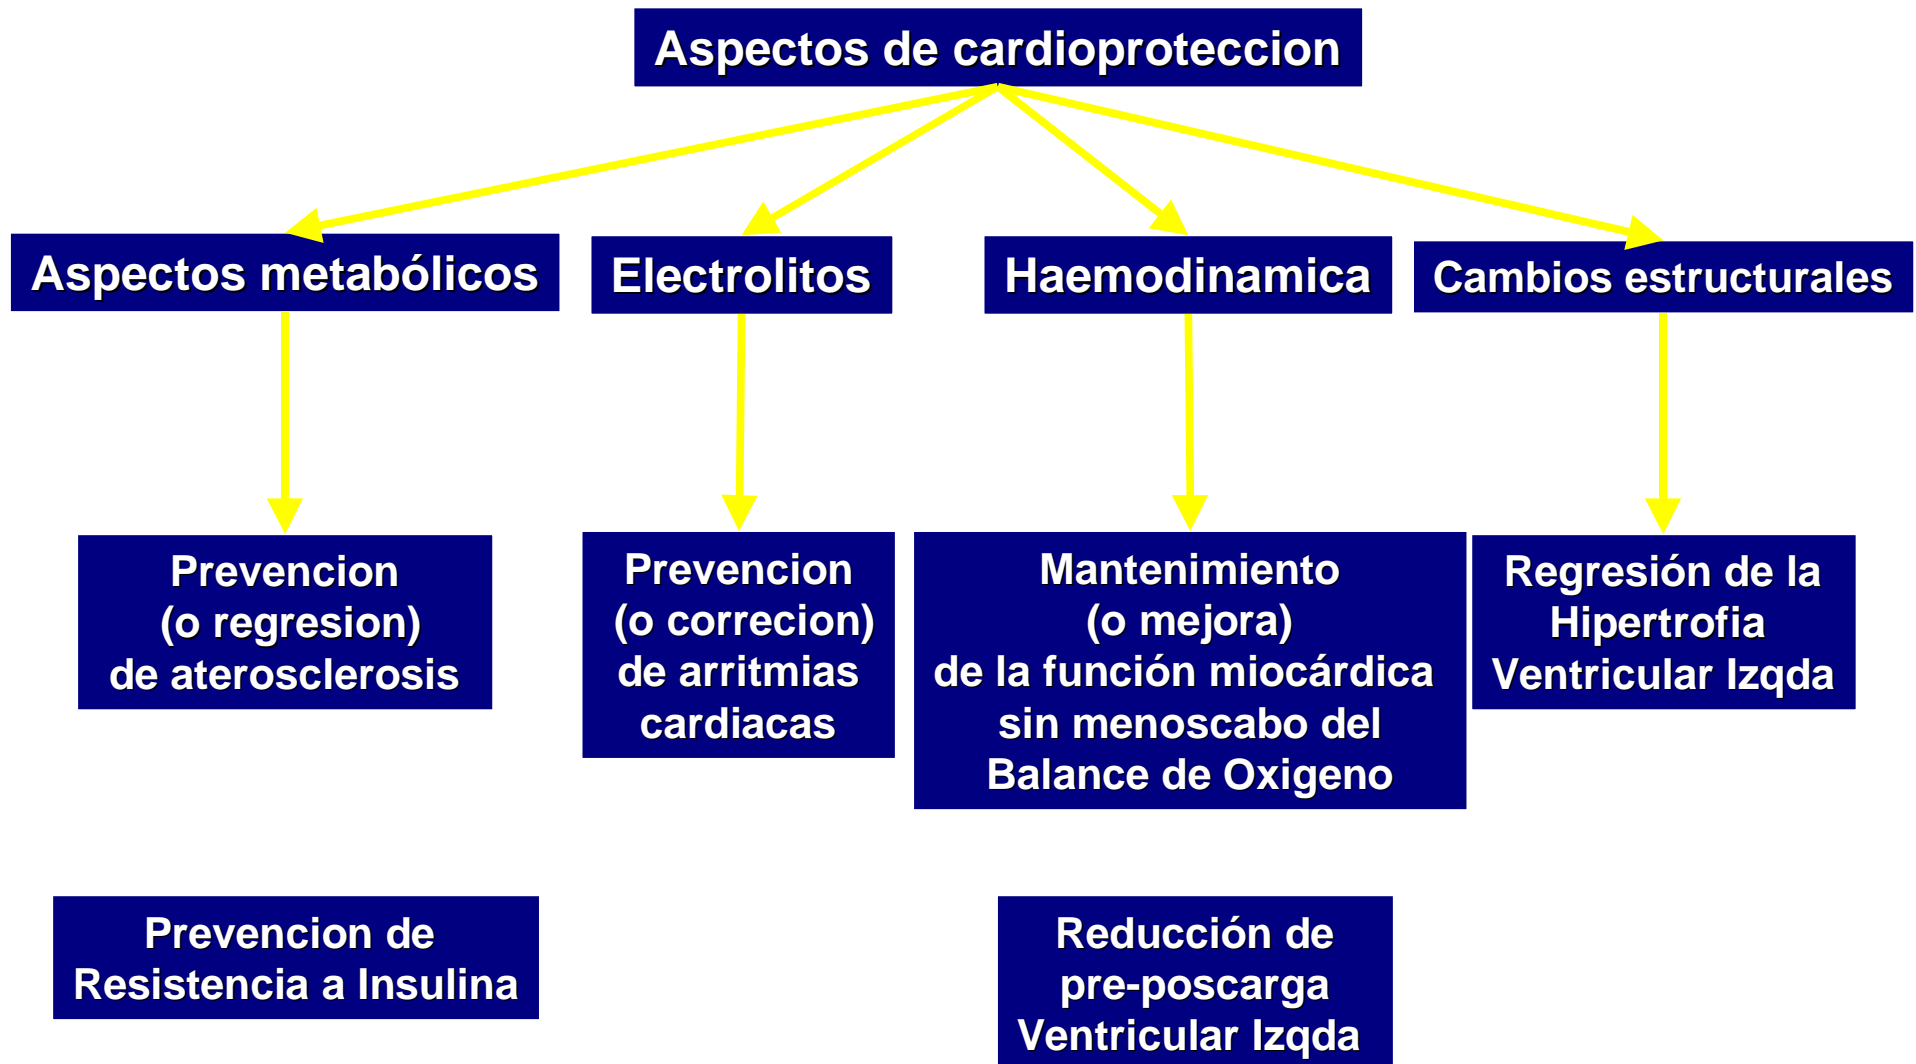 Aspectos de cardioproteccion
Aspectos metabólicos
Electrolitos
Haemodinamica
Cambios estructurales
Prevencion
(o regresion)
de aterosclerosis
Prevencion
(o correcion)
de arritmias
cardiacas
Mantenimiento
(o mejora)
de la función miocárdica
sin menoscabo del
Balance de Oxigeno
Regresión de la
Hipertrofia
Ventricular Izqda
Prevencion de
Resistencia a Insulina
Reducción de
pre-poscarga
Ventricular Izqda